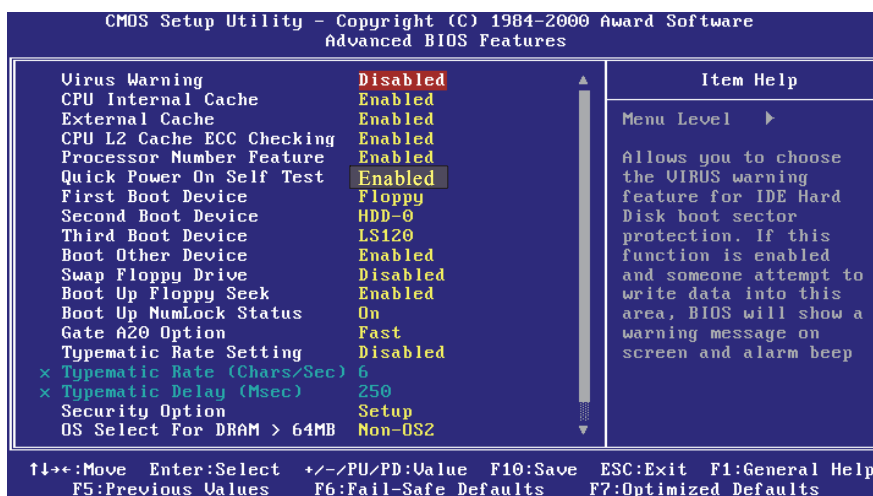 CMOS Setup Utility - Copyright (C) 1984-2000 Award Software
Advanced BIOS Features
Virus Warning Disabled
CPU Internal Cache Enabled
External Cache Enabled
CPU L2 Cache ECC Checking Enabled
Processor Number Feature Enabled
Quick Power On Self Test Enabled
First Boot Device Floppy
Second Boot Device HDD-0
Third Boot Device LS120
Boot Other Device Enabled
Swap Floppy Drive Disabled
Boot Up Floppy Seek Enabled
Boot Up NumLock Status On
Gate A20 Option Fast
Typematic Rate Setting Disabled
× Typematic Rate (Chars/Sec) 6
× Typematic Delay (Msec) 250
Security Option Setup
OS Select For DRAM > 64MB Non-OS2
Item Help
Menu Level ▸
Allows you to choose
the VIRUS warning
feature for IDE Hard
Disk boot sector
protection. If this
function is enabled
and someone attempt to
write data into this
area, BIOS will show a
warning message on
screen and alarm beep
↑↓→←:Move Enter:Select +/-/PU/PD:Value F10:Save ESC:Exit F1:General Help
F5:Previous Values F6:Fail-Safe Defaults F7:Optimized Defaults